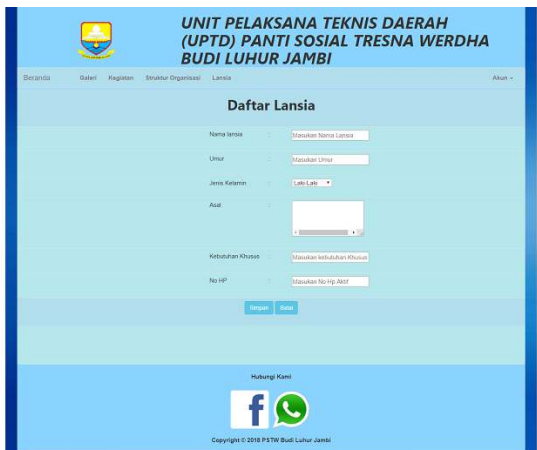 UNIT PELAKSANA TEKNIS DAERAH
(UPTD) PANTI SOSIAL TRESNA WERDHA
BUDI LUHUR JAMBI
Beranda Galeri Kegiatan Struktur Organisasi Lansia Akun
Daftar Lansia
Nama lansia : Masukan Nama Lansia
Umur : Masukan Umur
Jenis Kelamin : Laki-Laki
Asal :
Kebutuhan Khusus : Masukan kebutuhan Khusus
No HP : Masukan No Hp Aktif
Simpan Batal
Hubungi Kami
f
Copyright © 2018 PSTW Budi Luhur Jambi